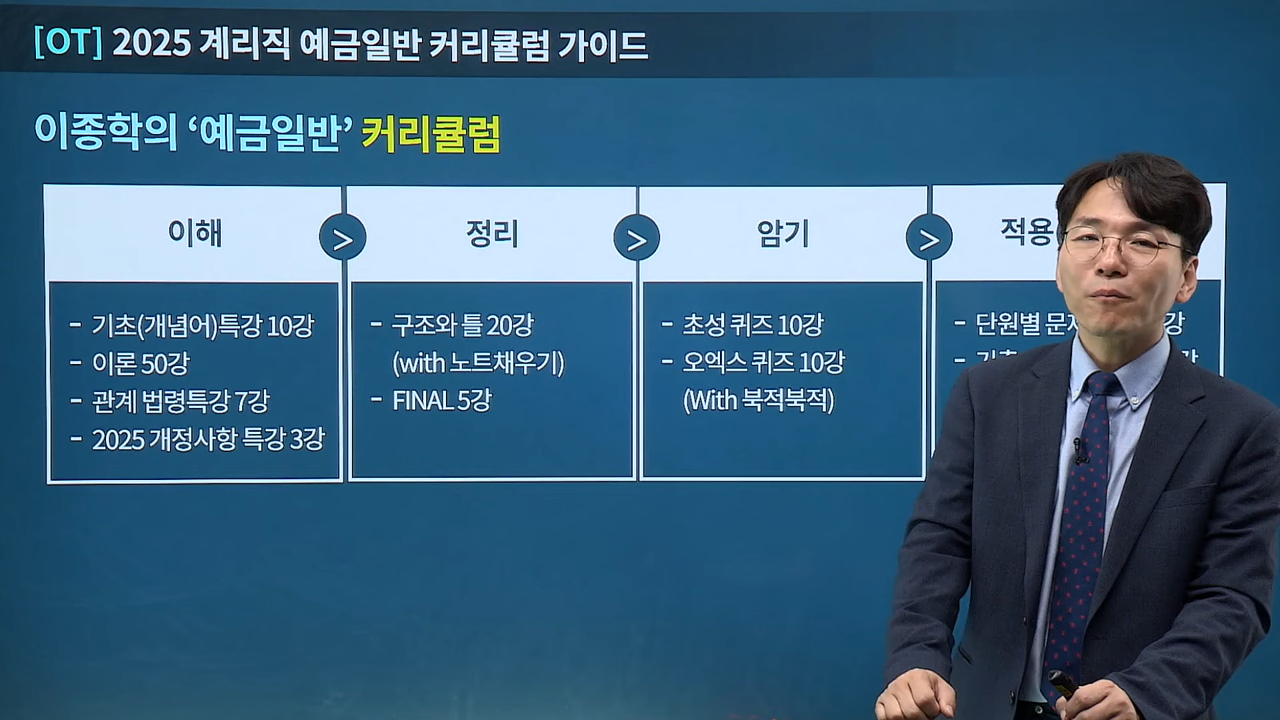 [OT] 2025 계리직 예금일반 커리큘럼 가이드
이종학의 ‘예금일반’ 커리큘럼
이해
>
정리
>
암기
>
적용
- 기초(개념어)특강 10강
- 이론 50강
- 관계 법령특강 7강
- 2025 개정사항 특강 3강
- 구조와 틀 20강
(with 노트채우기)
- FINAL 5강
- 초성 퀴즈 10강
- 오엑스 퀴즈 10강
(With 북적북적)
- 단원별